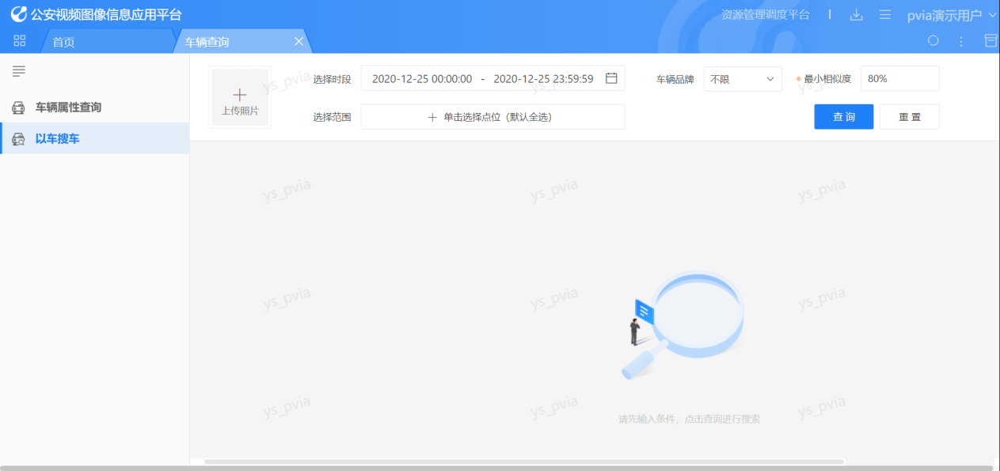 公安视频图像信息应用平台
资源管理调度平台
pvia演示用户
首页
车辆查询
车辆属性查询
以车搜车
上传照片
选择时段
2020-12-25 00:00:00 - 2020-12-25 23:59:59
车辆品牌
不限
* 最小相似度
80%
选择范围
+ 单击选择点位（默认全选）
查 询
重 置
ys_pvia
ys_pvia
ys_pvia
ys_pvia
ys_pvia
ys_pvia
ys_pvia
ys_pvia
ys_pvia
ys_pvia
ys_pvia
ys_pvia
请先输入条件，点击查询进行搜索